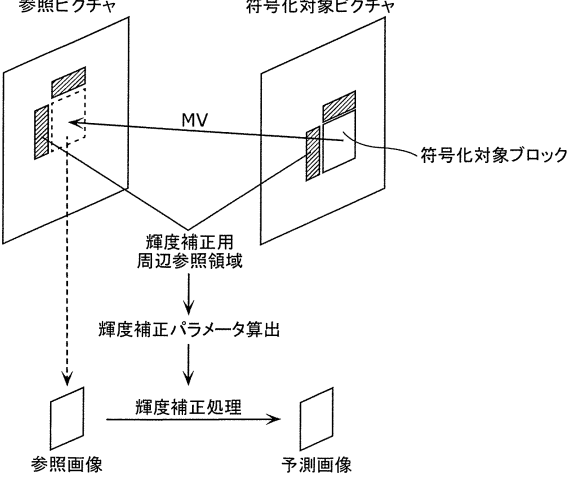 参照ピクチャ
符号化対象ピクチャ
MV
符号化対象ブロック
輝度補正用
周辺参照領域
輝度補正パラメータ算出
輝度補正処理
参照画像
予測画像